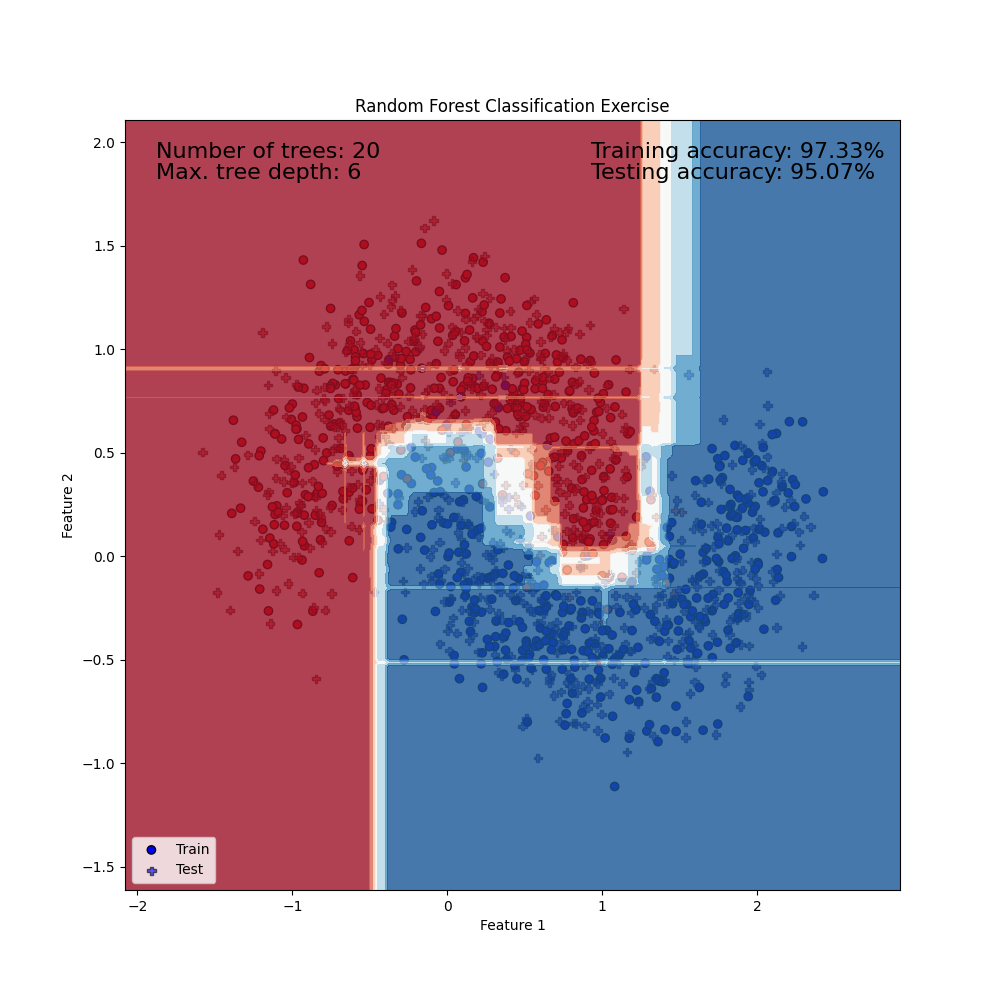 Random Forest Classification Exercise
Number of trees: 20
Max. tree depth: 6
Training accuracy: 97.33%
Testing accuracy: 95.07%
2.0
1.5
1.0
0.5
0.0
−0.5
−1.0
−1.5
Feature 2
Train
Test
−2
−1
0
1
2
Feature 1